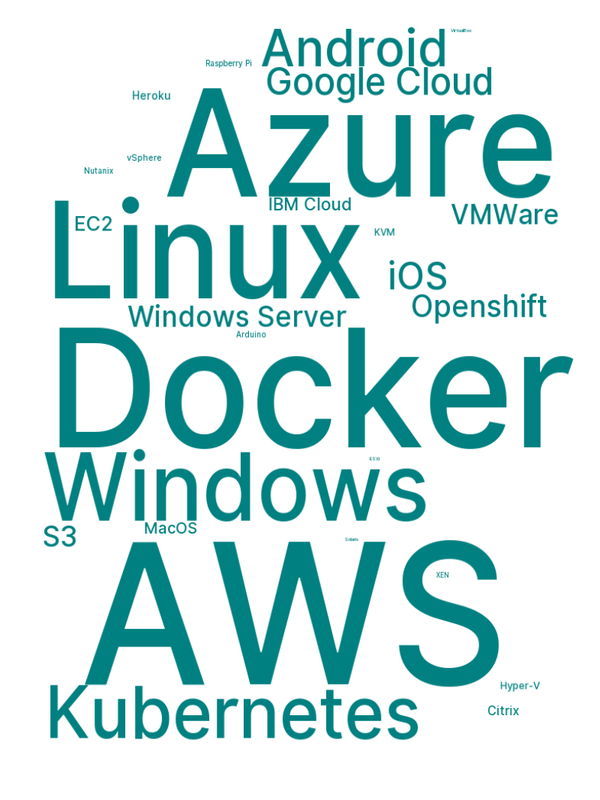 Android
VirtualBox
Raspberry Pi
Google Cloud
Heroku
Azure
vSphere
Nutanix
IBM Cloud
Linux
EC2
VMWare
KVM
iOS
Openshift
Windows Server
Arduino
Docker
Windows
S3
MacOS
AWS
XEN
Hyper-V
Kubernetes
Citrix